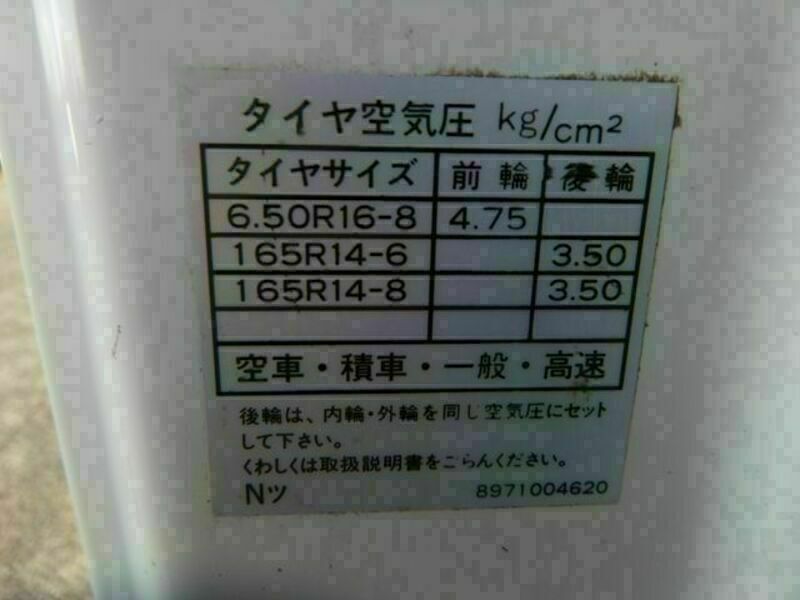 タイヤ空気圧 kg/cm²
タイヤサイズ 前輪 後輪
6.50R16-8 4.75
165R14-6 3.50
165R14-8 3.50
空車・積車・一般・高速
後輪は、内輪・外輪を同じ空気圧にセット
して下さい。
くわしくは取扱説明書をごらんください。
Nツ 8971004620